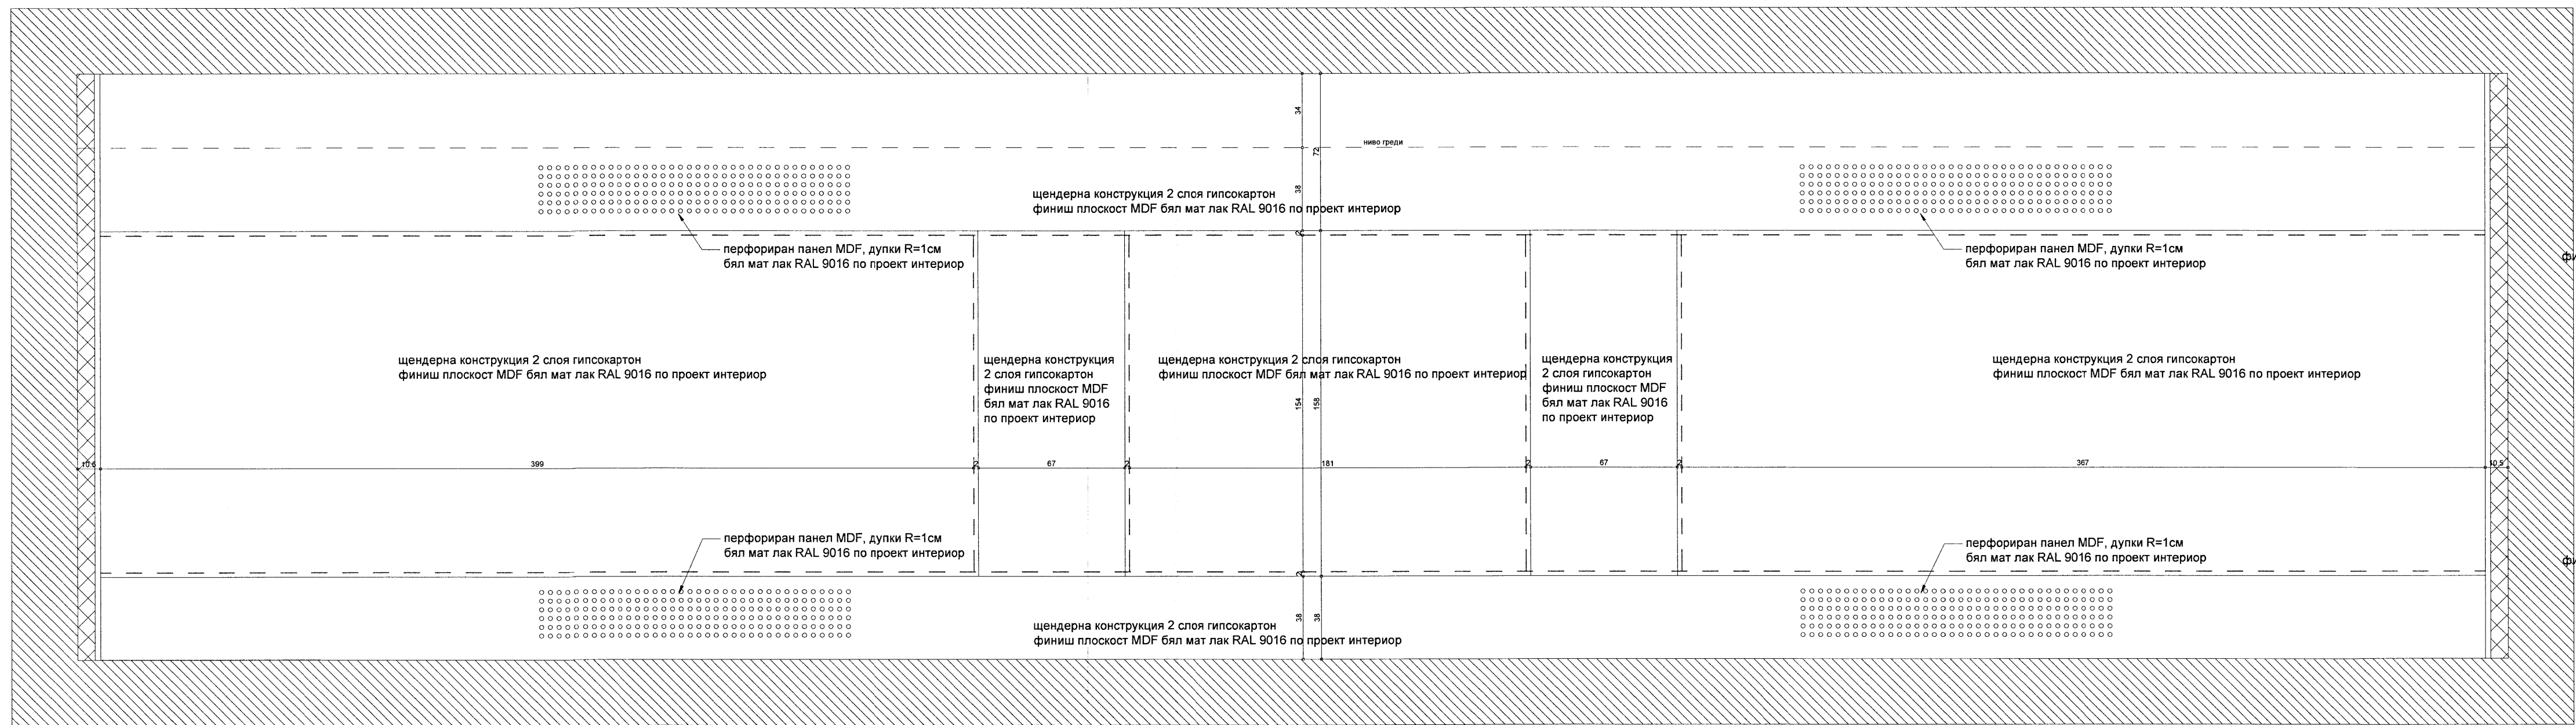 34
ниво греди
72
38
щендерна конструкция 2 слоя гипсокартон
финиш плоскост MDF бял мат лак RAL 9016 по проект интериор
перфориран панел MDF, дупки R=1см
бял мат лак RAL 9016 по проект интериор
2
перфориран панел MDF, дупки R=1см
бял мат лак RAL 9016 по проект интериор
фи
щендерна конструкция 2 слоя гипсокартон
финиш плоскост MDF бял мат лак RAL 9016 по проект интериор
щендерна конструкция
2 слоя гипсокартон
финиш плоскост MDF
бял мат лак RAL 9016
по проект интериор
щендерна конструкция 2 слоя гипсокартон
финиш плоскост MDF бял мат лак RAL 9016 по проект интериор
щендерна конструкция
2 слоя гипсокартон
финиш плоскост MDF
бял мат лак RAL 9016
по проект интериор
щендерна конструкция 2 слоя гипсокартон
финиш плоскост MDF бял мат лак RAL 9016 по проект интериор
154
158
399
2
67
2
181
2
67
2
367
10.5
перфориран панел MDF, дупки R=1см
бял мат лак RAL 9016 по проект интериор
перфориран панел MDF, дупки R=1см
бял мат лак RAL 9016 по проект интериор
фи
2
38
38
щендерна конструкция 2 слоя гипсокартон
финиш плоскост MDF бял мат лак RAL 9016 по проект интериор